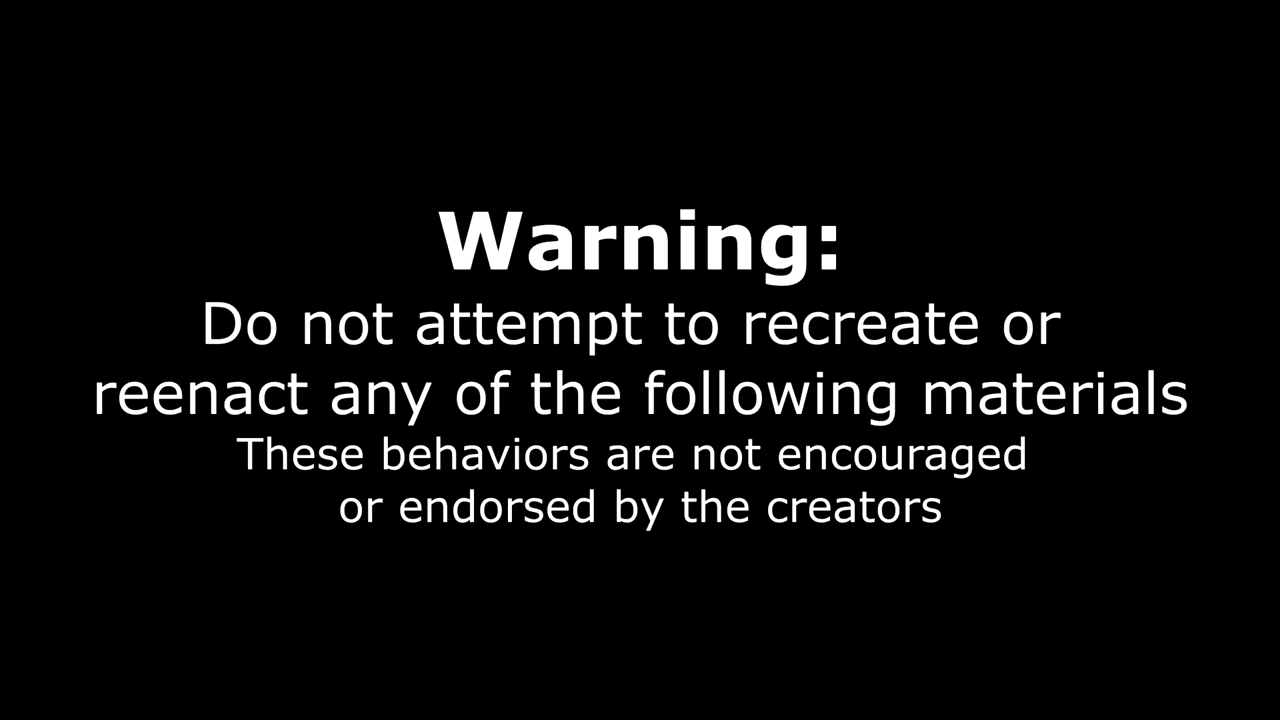 Warning:
Do not attempt to recreate or
reenact any of the following materials
These behaviors are not encouraged
or endorsed by the creators